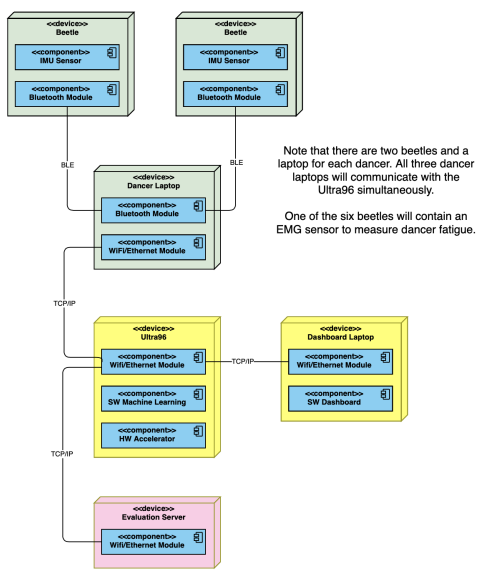 <<device>>
Beetle
<<component>>
IMU Sensor
<<component>>
Bluetooth Module
<<device>>
Beetle
<<component>>
IMU Sensor
<<component>>
Bluetooth Module
BLE
BLE
Note that there are two beetles and a
laptop for each dancer. All three dancer
laptops will communicate with the
Ultra96 simultaneously.
One of the six beetles will contain an
EMG sensor to measure dancer fatigue.
<<device>>
Dancer Laptop
<<component>>
Bluetooth Module
<<component>>
WiFi/Ethernet Module
TCP/IP
<<device>>
Ultra96
<<component>>
Wifi/Ethernet Module
<<component>>
SW Machine Learning
<<component>>
HW Accelerator
TCP/IP
<<device>>
Dashboard Laptop
<<component>>
Wifi/Ethernet Module
<<component>>
SW Dashboard
TCP/IP
<<device>>
Evaluation Server
<<component>>
Wifi/Ethernet Module